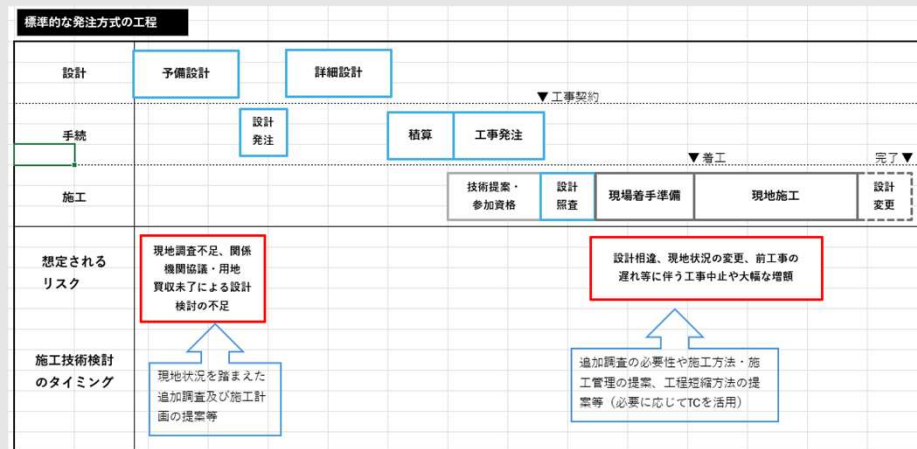 標準的な発注方式の工程
設計
予備設計
詳細設計
▼工事契約
手続
設計
発注
積算
工事発注
▼着工
完了▼
施工
技術提案・
参加資格
設計
照査
現場着手準備
現地施工
設計
変更
想定される
リスク
現地調査不足、関係
機関協議・用地
買収未了による設計
検討の不足
設計相違、現地状況の変更、前工事の
遅れ等に伴う工事中止や大幅な増額
施工技術検討
のタイミング
現地状況を踏まえた
追加調査及び施工計
画の提案等
追加調査の必要性や施工方法・施
工管理の提案、工程短縮方法の提
案等（必要に応じてTCを活用）